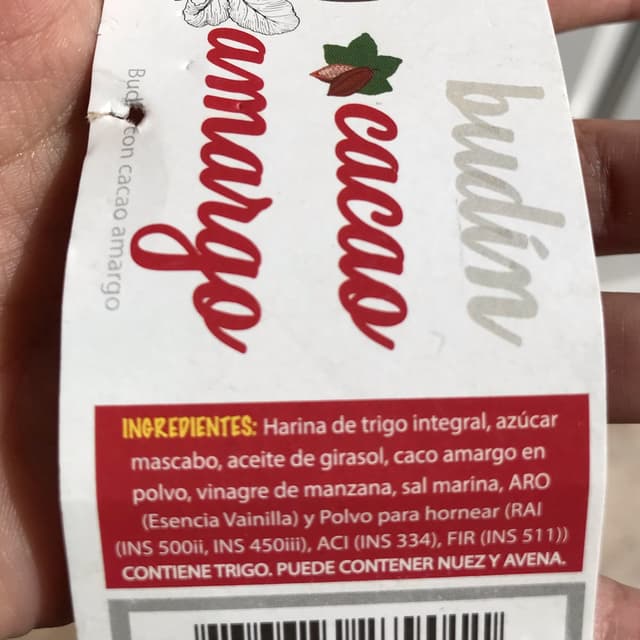 budín
cacao
amargo
con cacao amargo
INGREDIENTES: Harina de trigo integral, azúcar
mascabo, aceite de girasol, caco amargo en
polvo, vinagre de manzana, sal marina, ARO
(Esencia Vainilla) y Polvo para hornear (RAI
(INS 500ii, INS 450iii), ACI (INS 334), FIR (INS 511))
CONTIENE TRIGO. PUEDE CONTENER NUEZ Y AVENA.